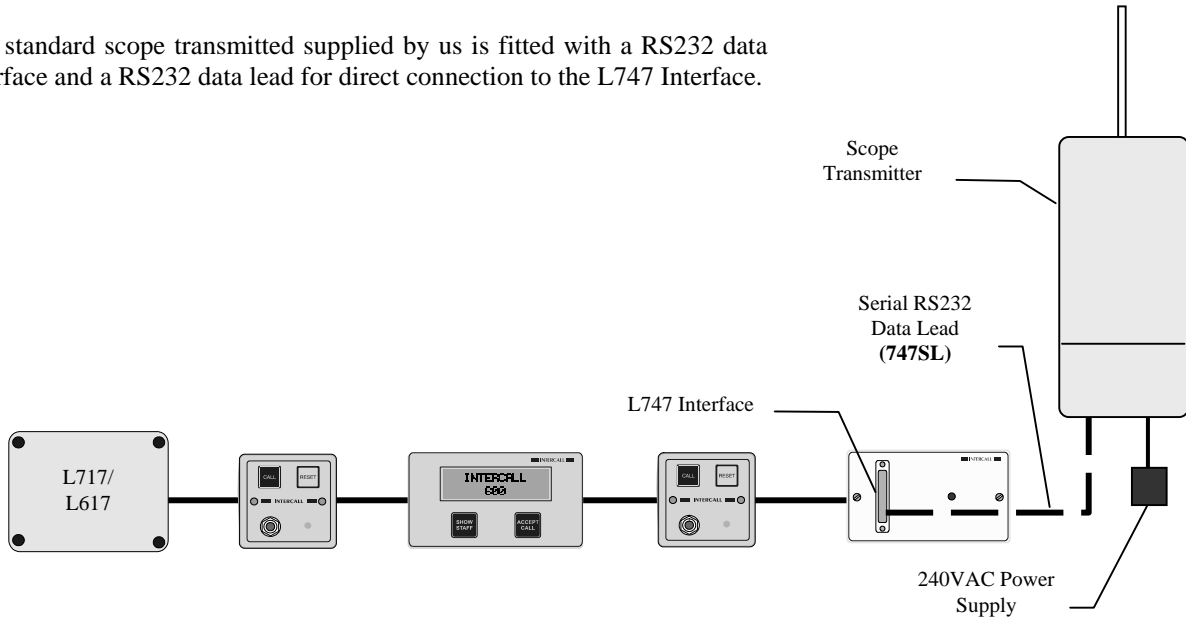 standard scope transmitted supplied by us is fitted with a RS232 data
rface and a RS232 data lead for direct connection to the L747 Interface.
Scope
Transmitter
Serial RS232
Data Lead
(747SL)
L747 Interface
L717/
L617
CALL
RESET
INTERCALL
INTERCALL
INTERCALL
600
SHOW
STAFF
ACCEPT
CALL
CALL
RESET
INTERCALL
INTERCALL
240VAC Power
Supply